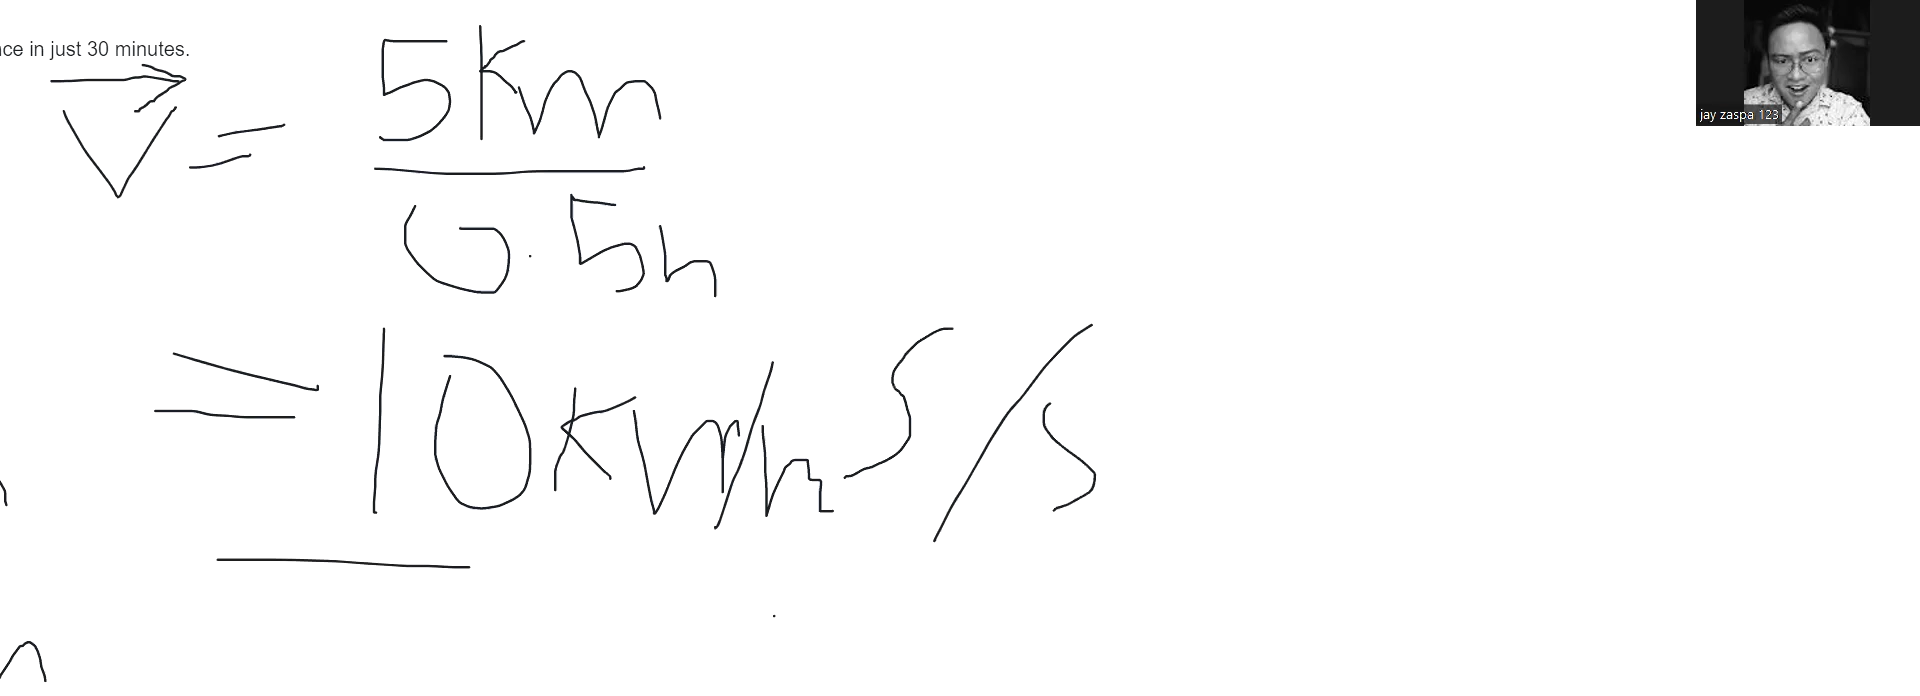 ce in just 30 minutes.
jay zaspa 123
V = 5km
0.5h
= 10km/h S/S